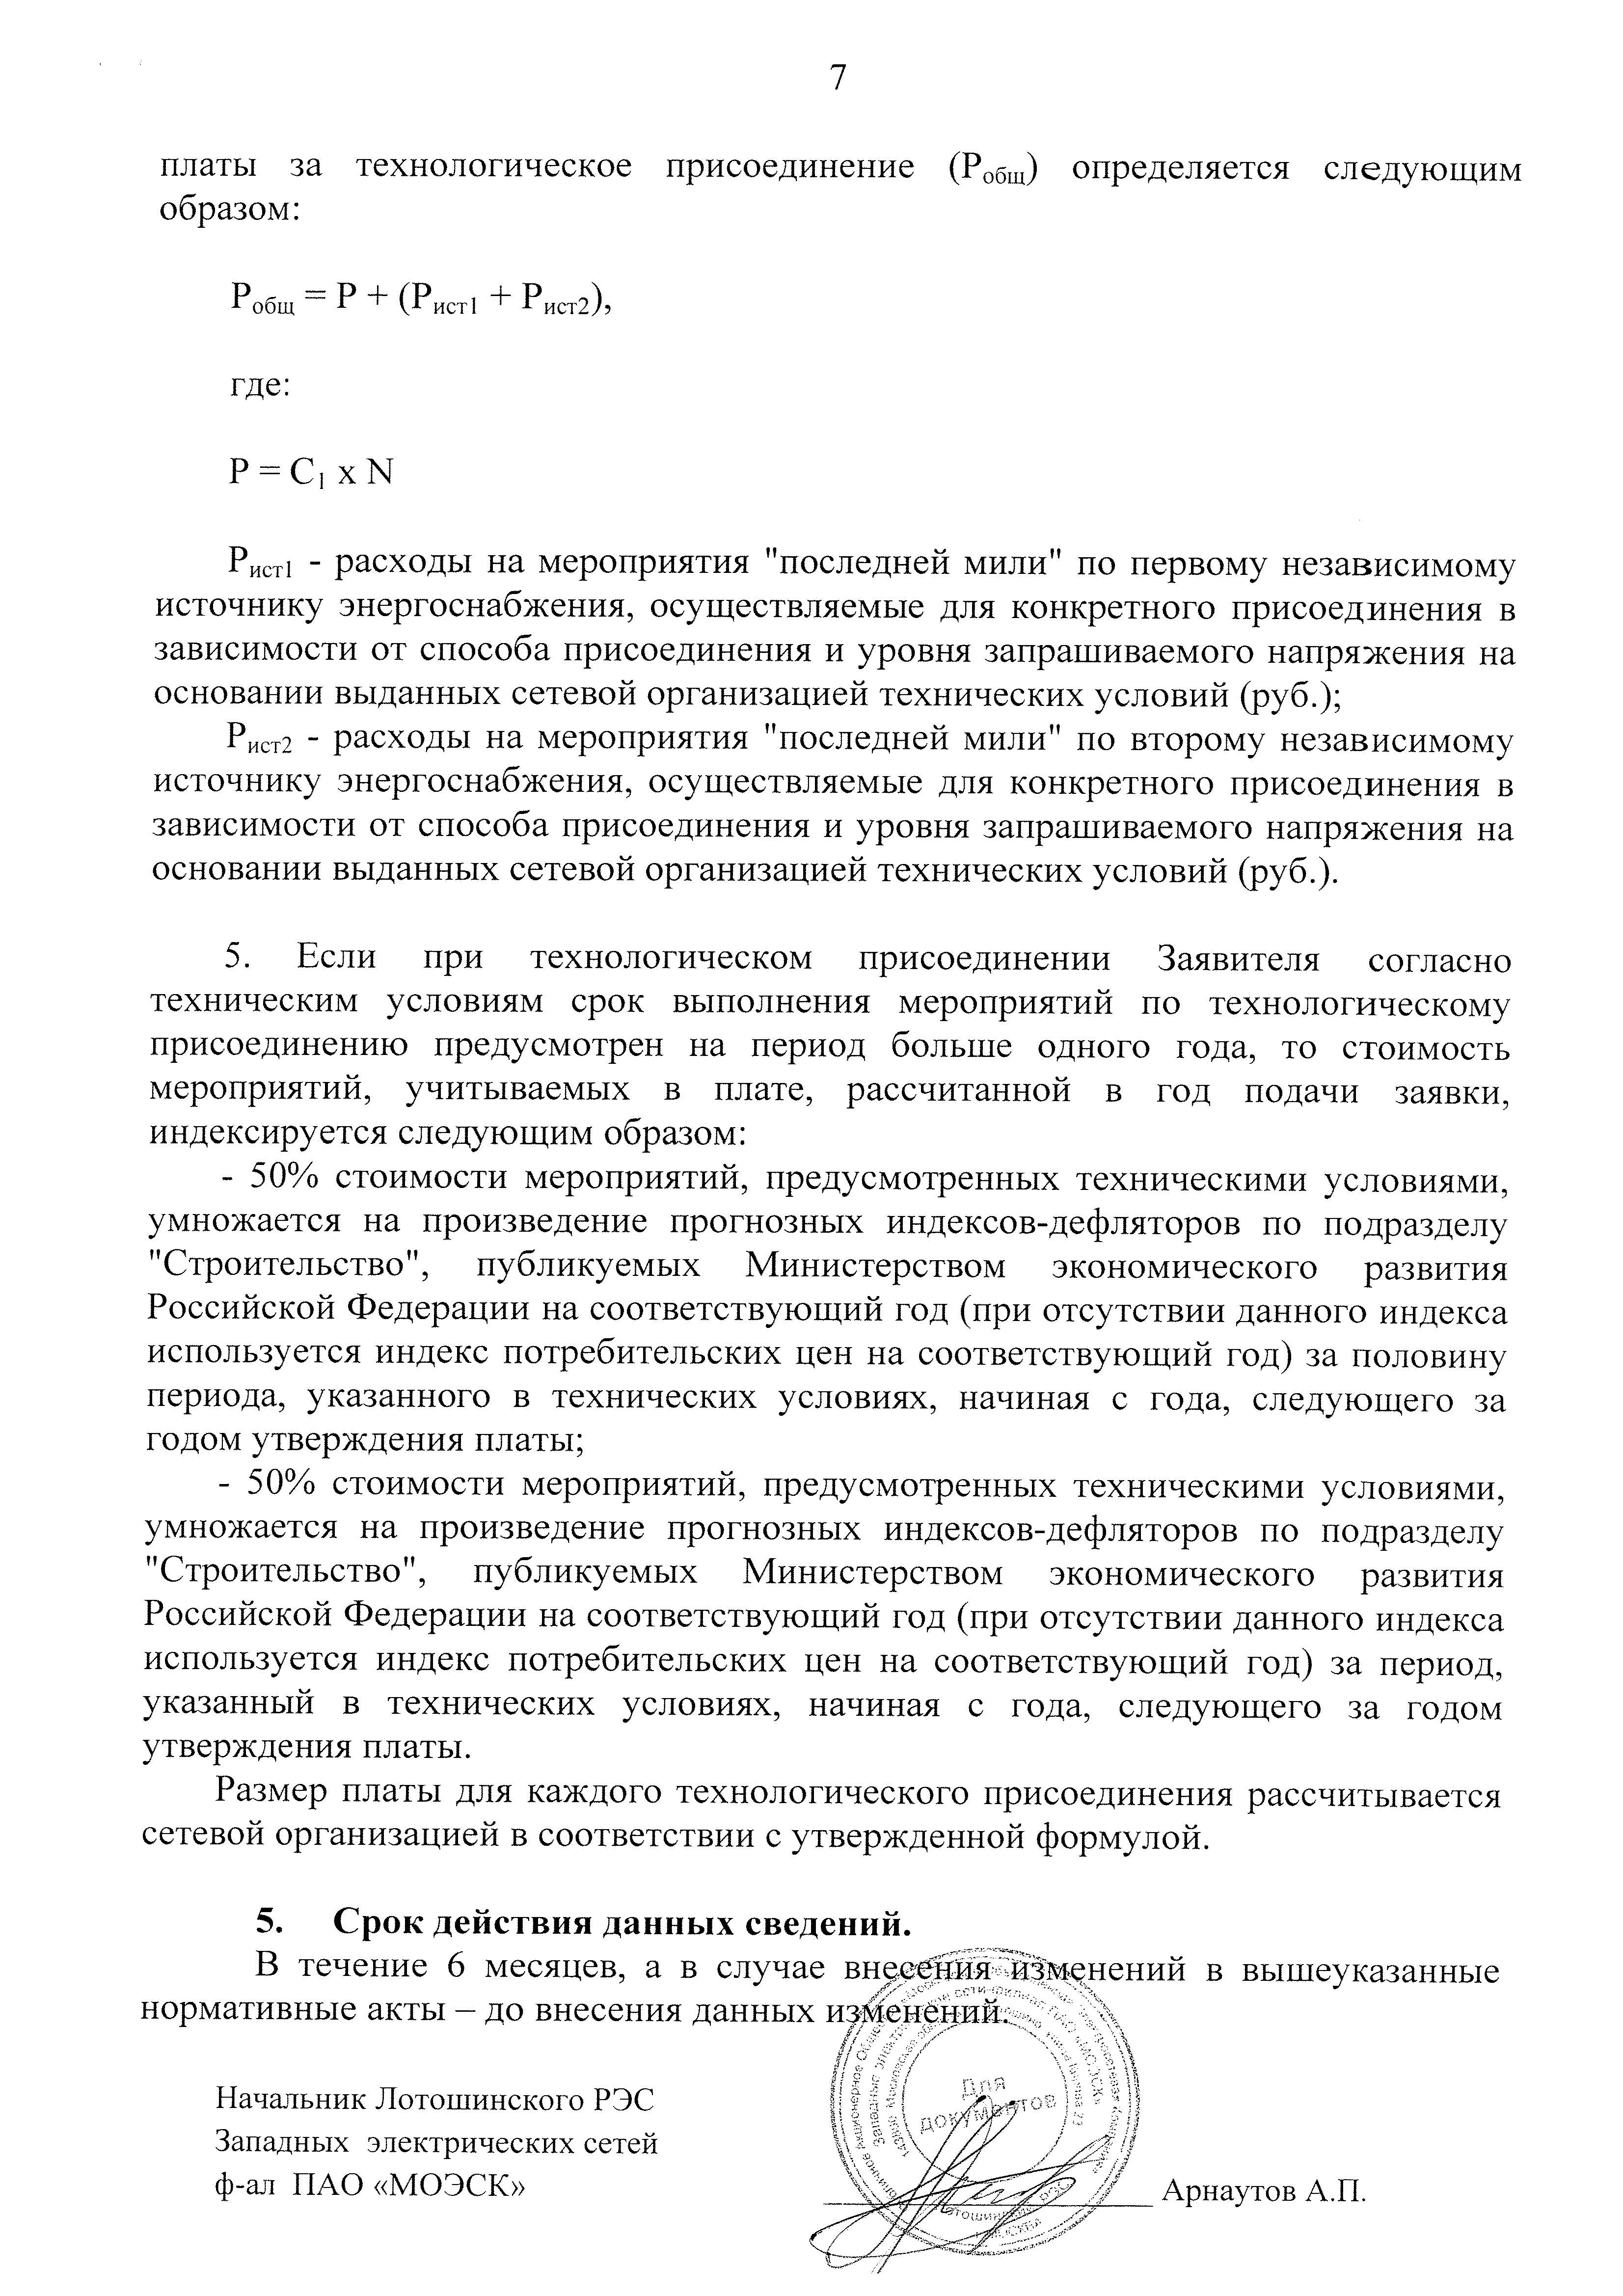 7
платы за технологическое присоединение (Pобщ) определяется следующим
образом:
Pобщ = P + (Pист1 + Pист2),
где:
P = C1 x N
Pист1 - расходы на мероприятия "последней мили" по первому независимому
источнику энергоснабжения, осуществляемые для конкретного присоединения в
зависимости от способа присоединения и уровня запрашиваемого напряжения на
основании выданных сетевой организацией технических условий (руб.);
Pист2 - расходы на мероприятия "последней мили" по второму независимому
источнику энергоснабжения, осуществляемые для конкретного присоединения в
зависимости от способа присоединения и уровня запрашиваемого напряжения на
основании выданных сетевой организацией технических условий (руб.).
5. Если при технологическом присоединении Заявителя согласно
техническим условиям срок выполнения мероприятий по технологическому
присоединению предусмотрен на период больше одного года, то стоимость
мероприятий, учитываемых в плате, рассчитанной в год подачи заявки,
индексируется следующим образом:
- 50% стоимости мероприятий, предусмотренных техническими условиями,
умножается на произведение прогнозных индексов-дефляторов по подразделу
"Строительство", публикуемых Министерством экономического развития
Российской Федерации на соответствующий год (при отсутствии данного индекса
используется индекс потребительских цен на соответствующий год) за половину
периода, указанного в технических условиях, начиная с года, следующего за
годом утверждения платы;
- 50% стоимости мероприятий, предусмотренных техническими условиями,
умножается на произведение прогнозных индексов-дефляторов по подразделу
"Строительство", публикуемых Министерством экономического развития
Российской Федерации на соответствующий год (при отсутствии данного индекса
используется индекс потребительских цен на соответствующий год) за период,
указанный в технических условиях, начиная с года, следующего за годом
утверждения платы.
Размер платы для каждого технологического присоединения рассчитывается
сетевой организацией в соответствии с утвержденной формулой.
5. Срок действия данных сведений.
В течение 6 месяцев, а в случае внесения изменений в вышеуказанные
нормативные акты – до внесения данных изменений.
Начальник Лотошинского РЭС
Западных электрических сетей
ф-ал ПАО «МОЭСК»
Арнаутов А.П.
Для
документов